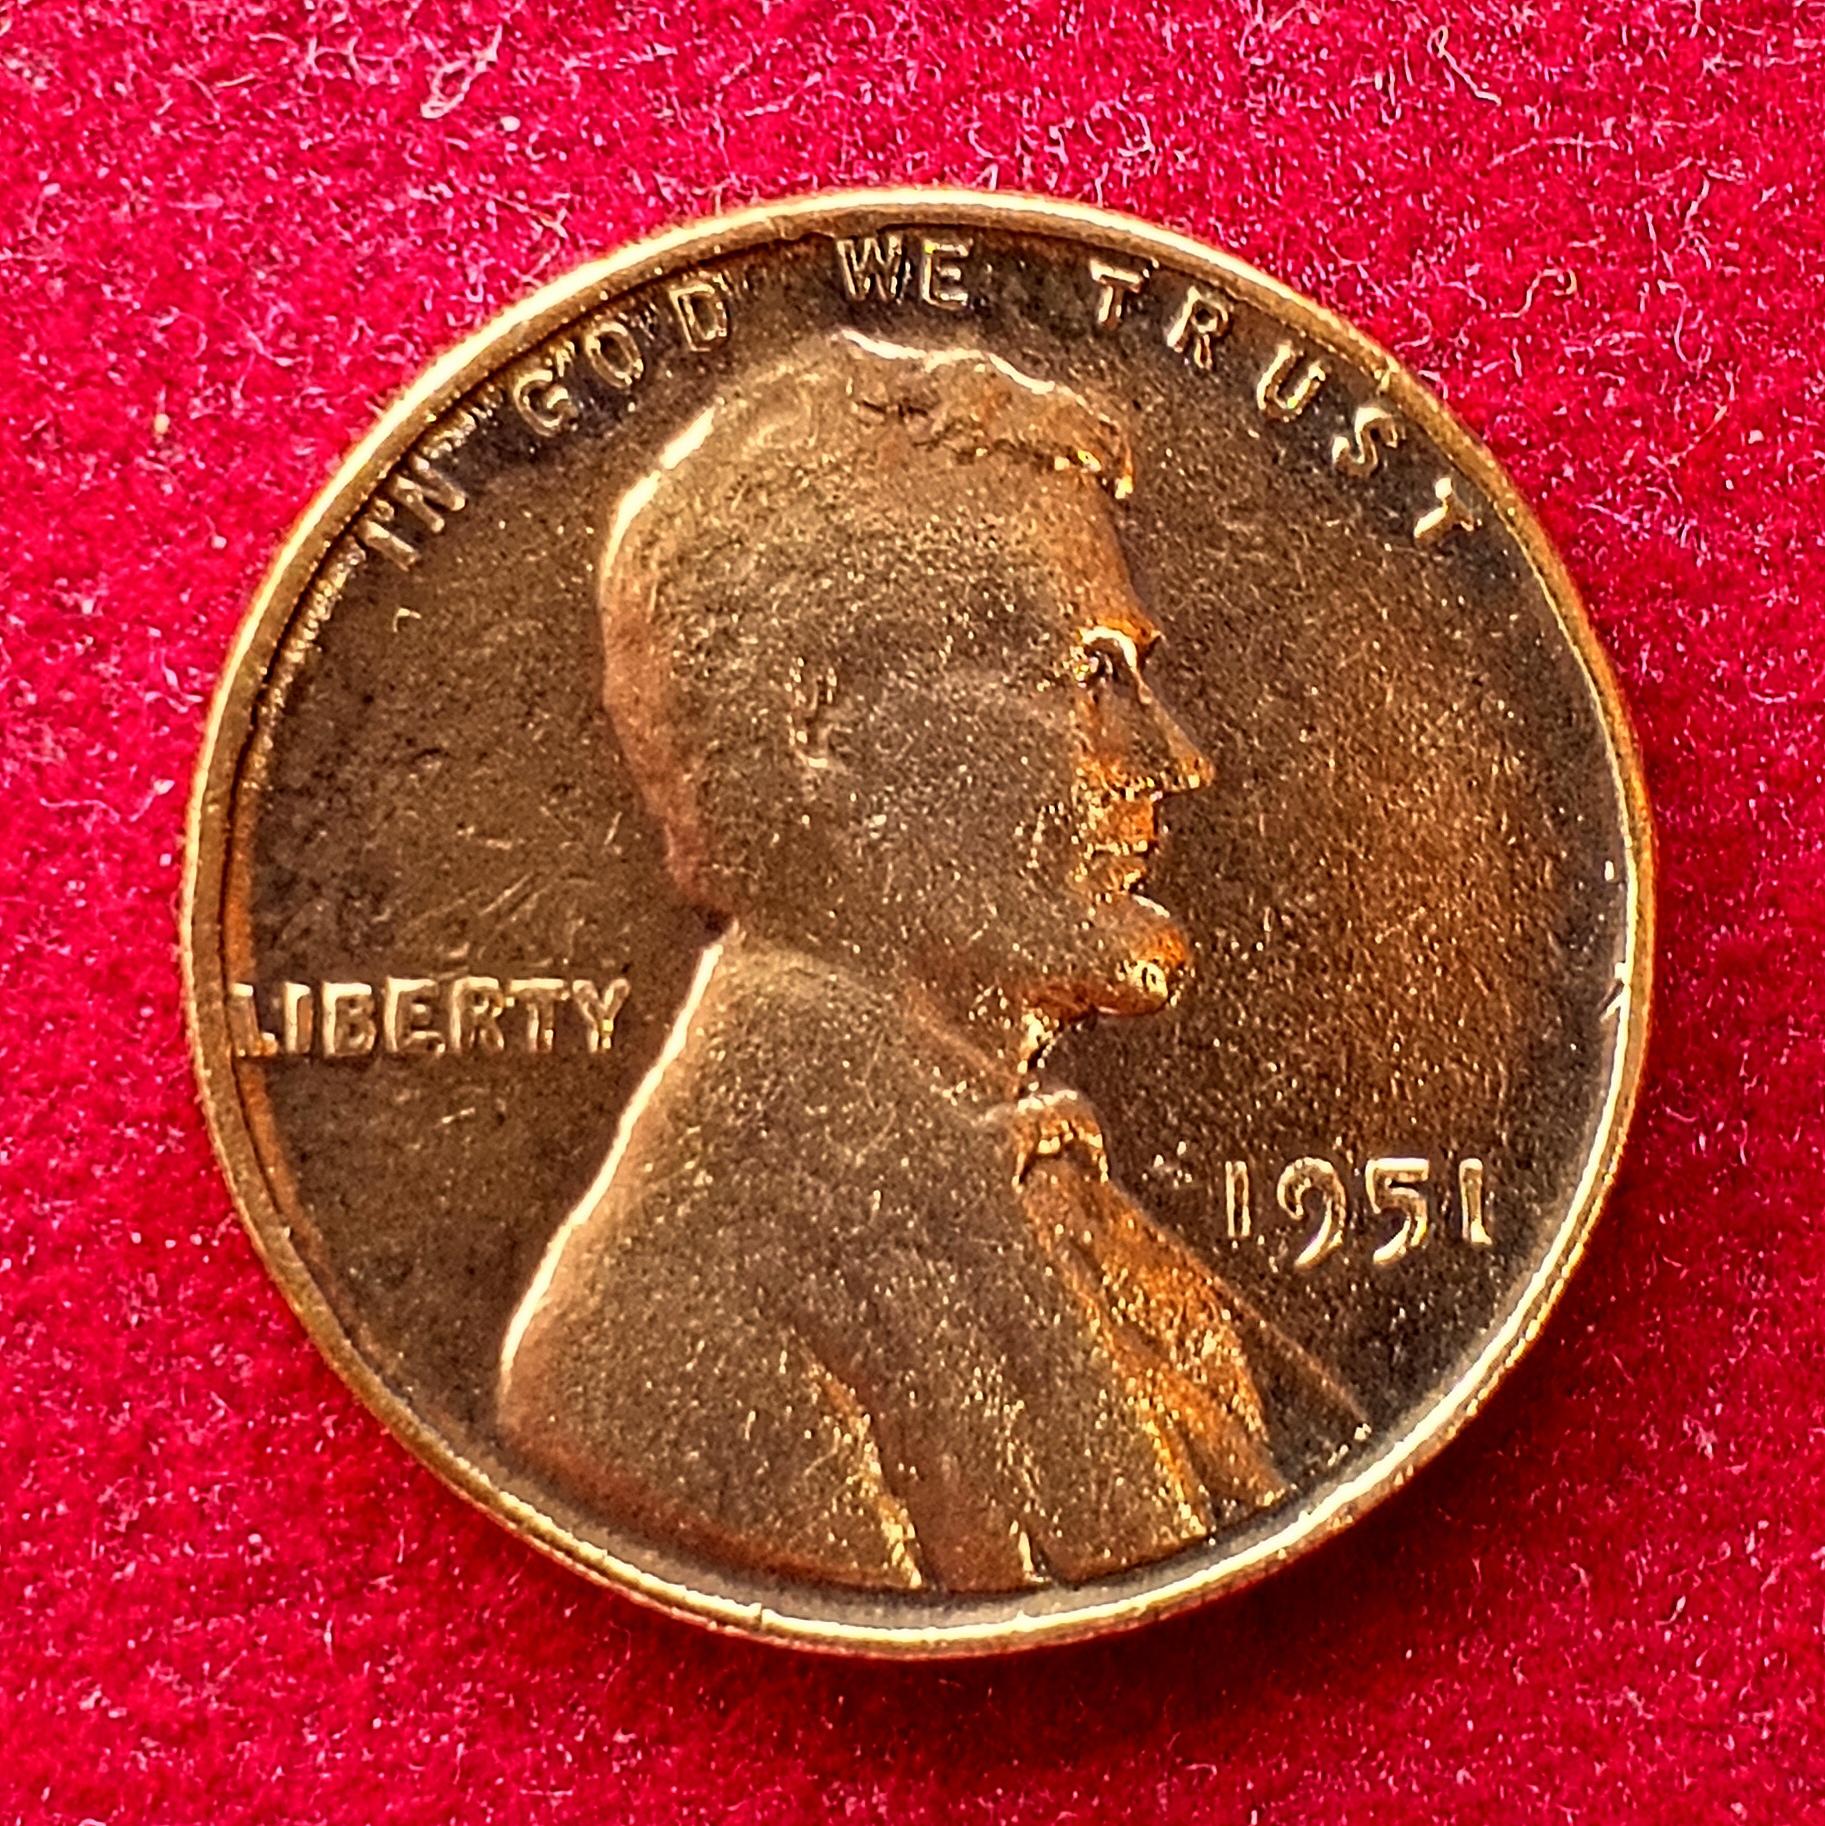 IN GOD WE TRUST
LIBERTY
1951